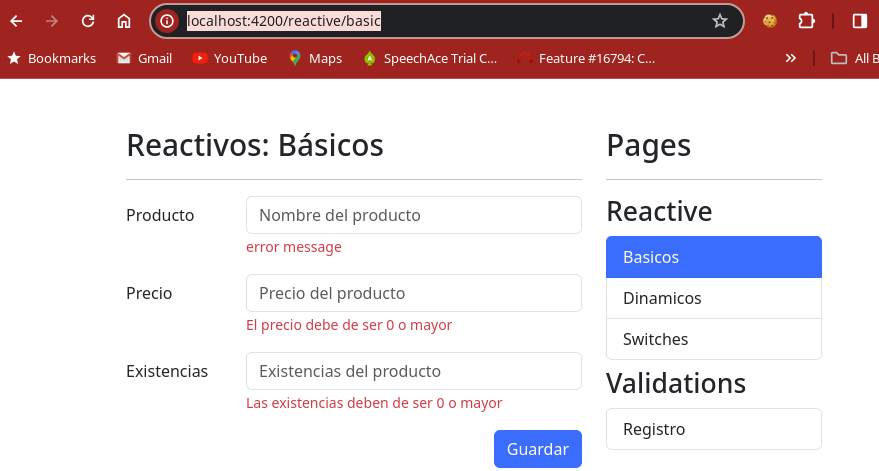 localhost:4200/reactive/basic
Bookmarks Gmail YouTube Maps SpeechAce Trial C... Feature #16794: C... » All B
Reactivos: Básicos
Producto Nombre del producto
error message
Precio Precio del producto
El precio debe de ser 0 o mayor
Existencias Existencias del producto
Las existencias deben de ser 0 o mayor
Guardar
Pages
Reactive
Basicos
Dinamicos
Switches
Validations
Registro